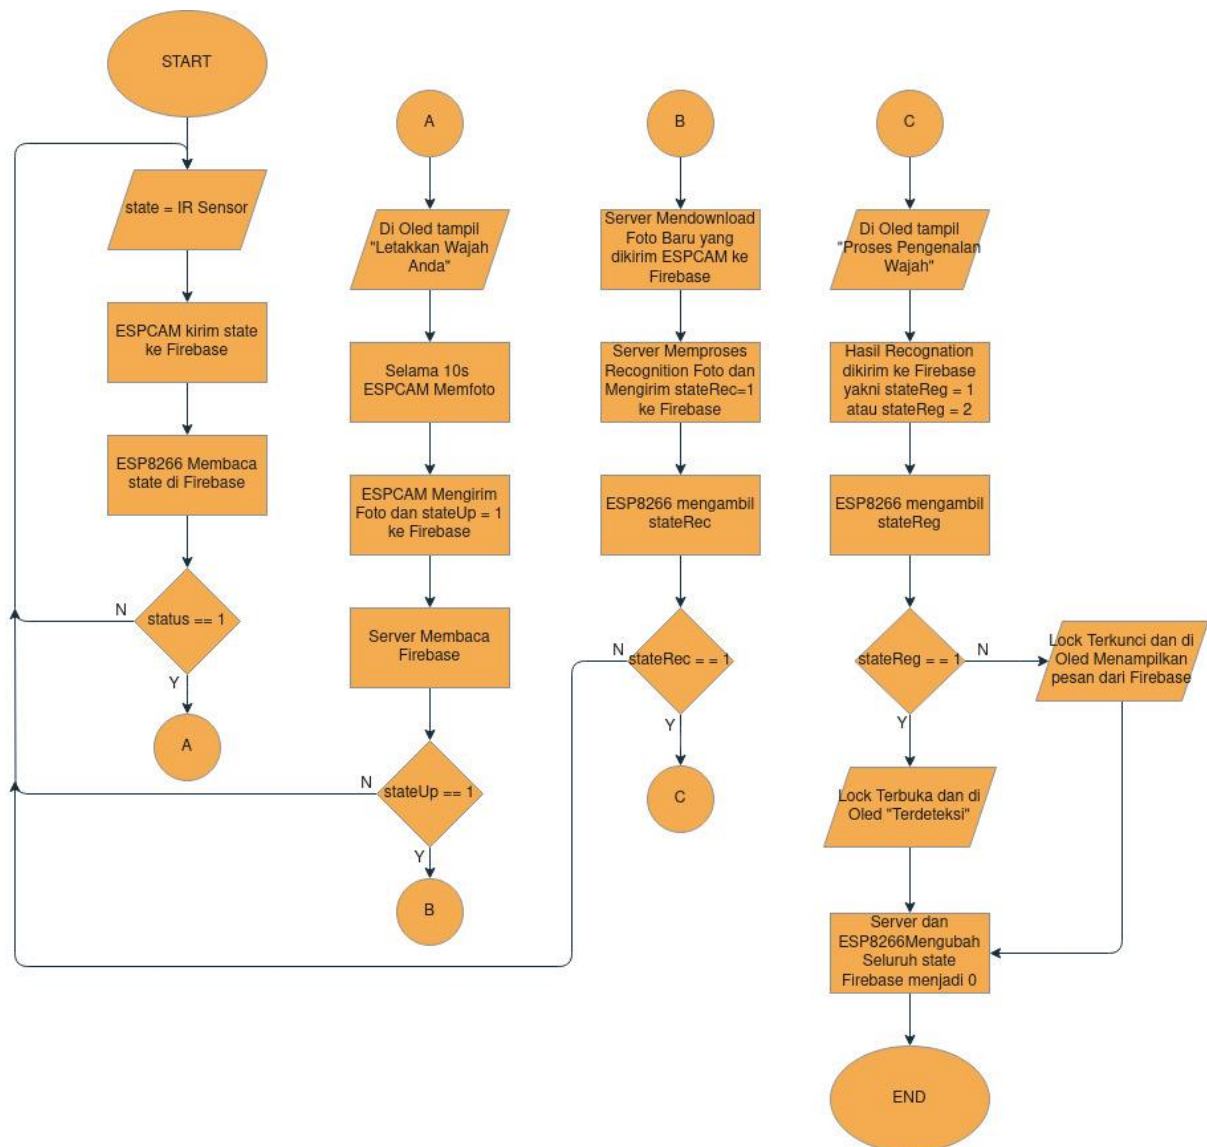 START
state = IR Sensor
ESPCAM kirim state
ke Firebase
ESP8266 Membaca
state di Firebase
N
status == 1
Y
A
A
Di Oled tampil
"Letakkan Wajah
Anda"
Selama 10s
ESPCAM Memfoto
ESPCAM Mengirim
Foto dan stateUp = 1
ke Firebase
Server Membaca
Firebase
N
stateUp == 1
Y
B
B
Server Mendownload
Foto Baru yang
dikirim ESPCAM ke
Firebase
Server Memproses
Recognition Foto dan
Mengirim stateRec=1
ke Firebase
ESP8266 mengambil
stateRec
N
stateRec = = 1
Y
C
C
Di Oled tampil
"Proses Pengenalan
Wajah"
Hasil Recognation
dikirim ke Firebase
yakni stateReg = 1
atau stateReg = 2
ESP8266 mengambil
stateReg
stateReg = = 1
N
Lock Terkunci dan di
Oled Menampilkan
pesan dari Firebase
Y
Lock Terbuka dan di
Oled "Terdeteksi"
Server dan
ESP8266Mengubah
Seluruh state
Firebase menjadi 0
END